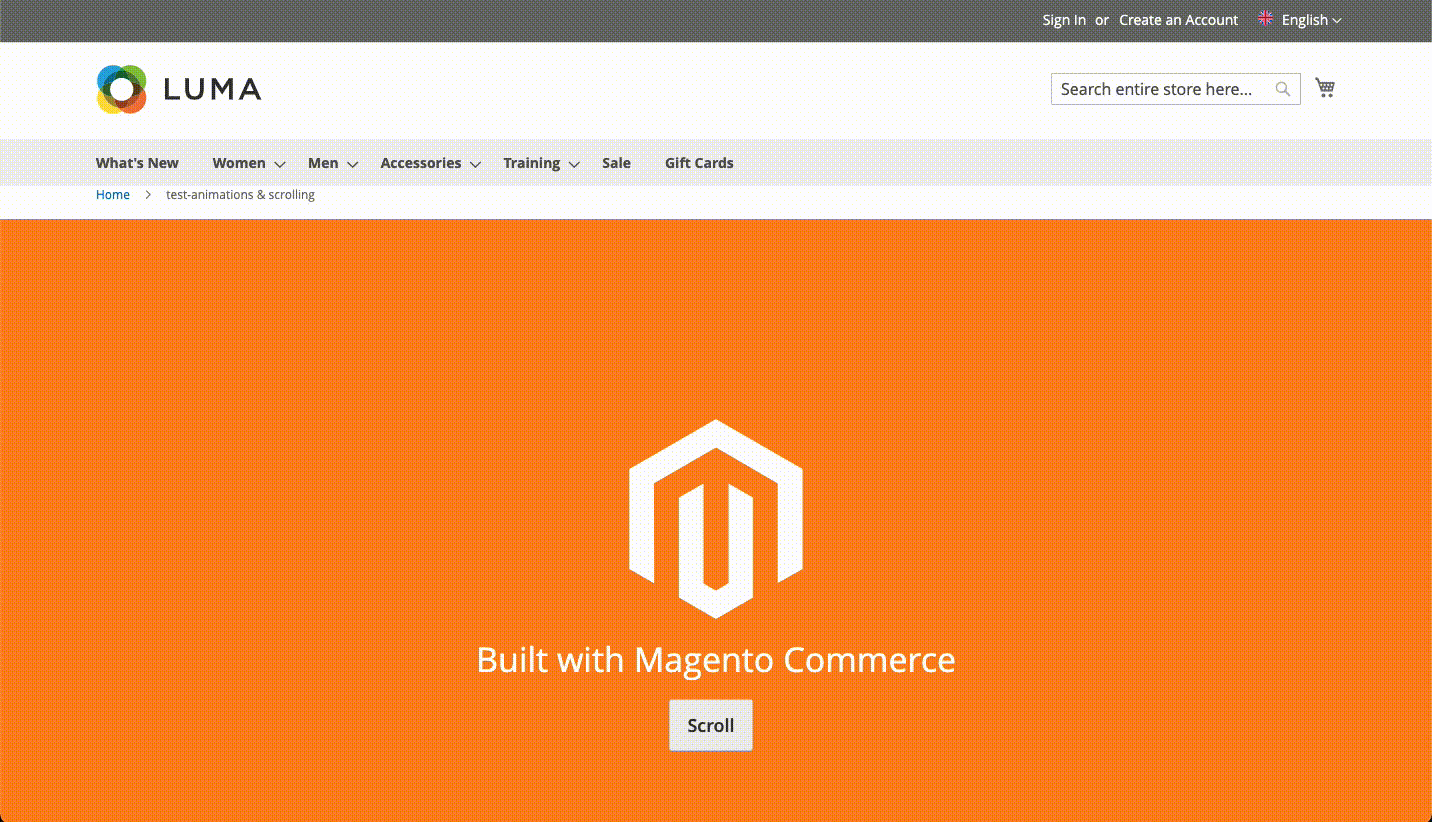 Sign In or Create an Account English
LUMA
Search entire store here...
What's New Women Men Accessories Training Sale Gift Cards
Home test-animations & scrolling
Built with Magento Commerce
Scroll